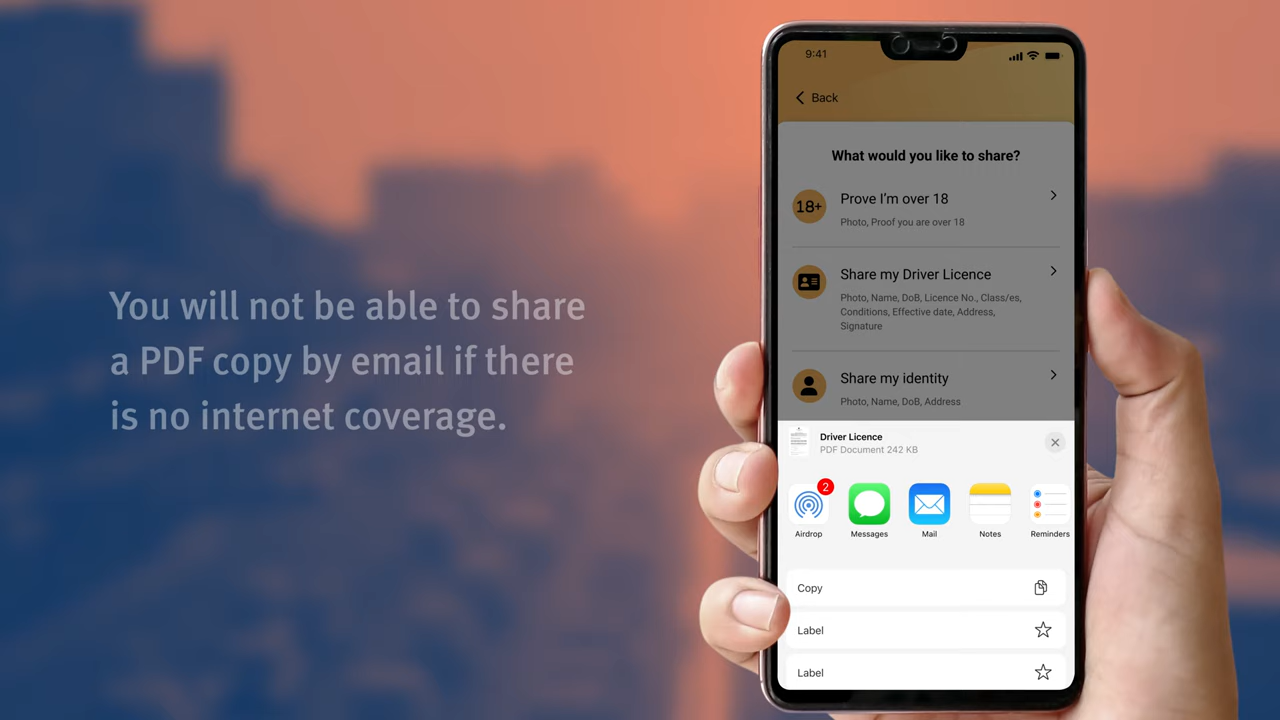 You will not be able to share
a PDF copy by email if there
is no internet coverage.
9:41
Back
What would you like to share?
18+
Prove I'm over 18
Photo, Proof you are over 18
Share my Driver Licence
Photo, Name, DoB, Licence No., Class/es,
Conditions, Effective date, Address,
Signature
Share my identity
Photo, Name, DoB, Address
Driver Licence
PDF Document 242 KB
2
Airdrop Messages Mail Notes Reminders
Copy
Label
Label